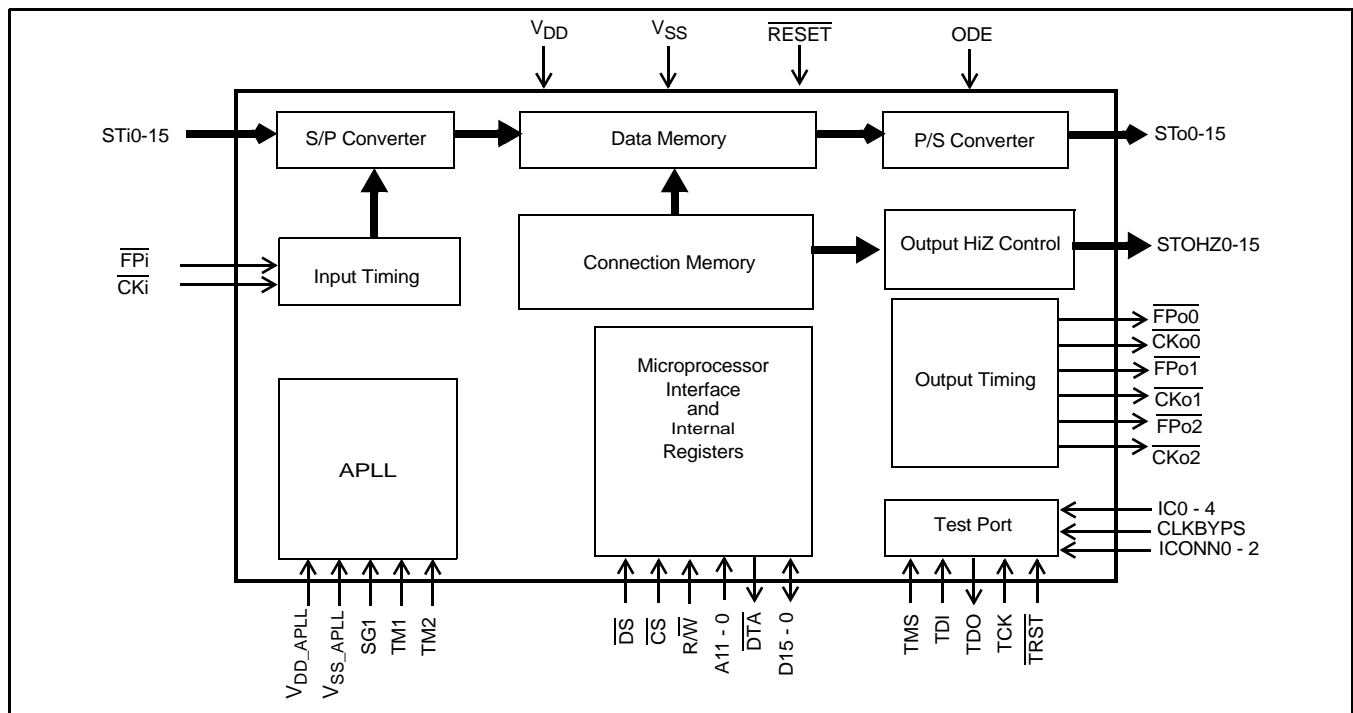 VDD
VSS
RESET
ODE
STi0-15
S/P Converter
Data Memory
P/S Converter
STo0-15
FPi
CKi
Input Timing
Connection Memory
Output HiZ Control
STOHZ0-15
Microprocessor
Interface
and
Internal
Registers
Output Timing
FPo0
CKo0
FPo1
CKo1
FPo2
CKo2
APLL
Test Port
IC0 - 4
CLKBYPS
ICONN0 - 2
VDD_APLL
VSS_APLL
SG1
TM1
TM2
DS
CS
R/W
A11 - 0
DTA
D15 - 0
TMS
TDI
TDO
TCK
TRST